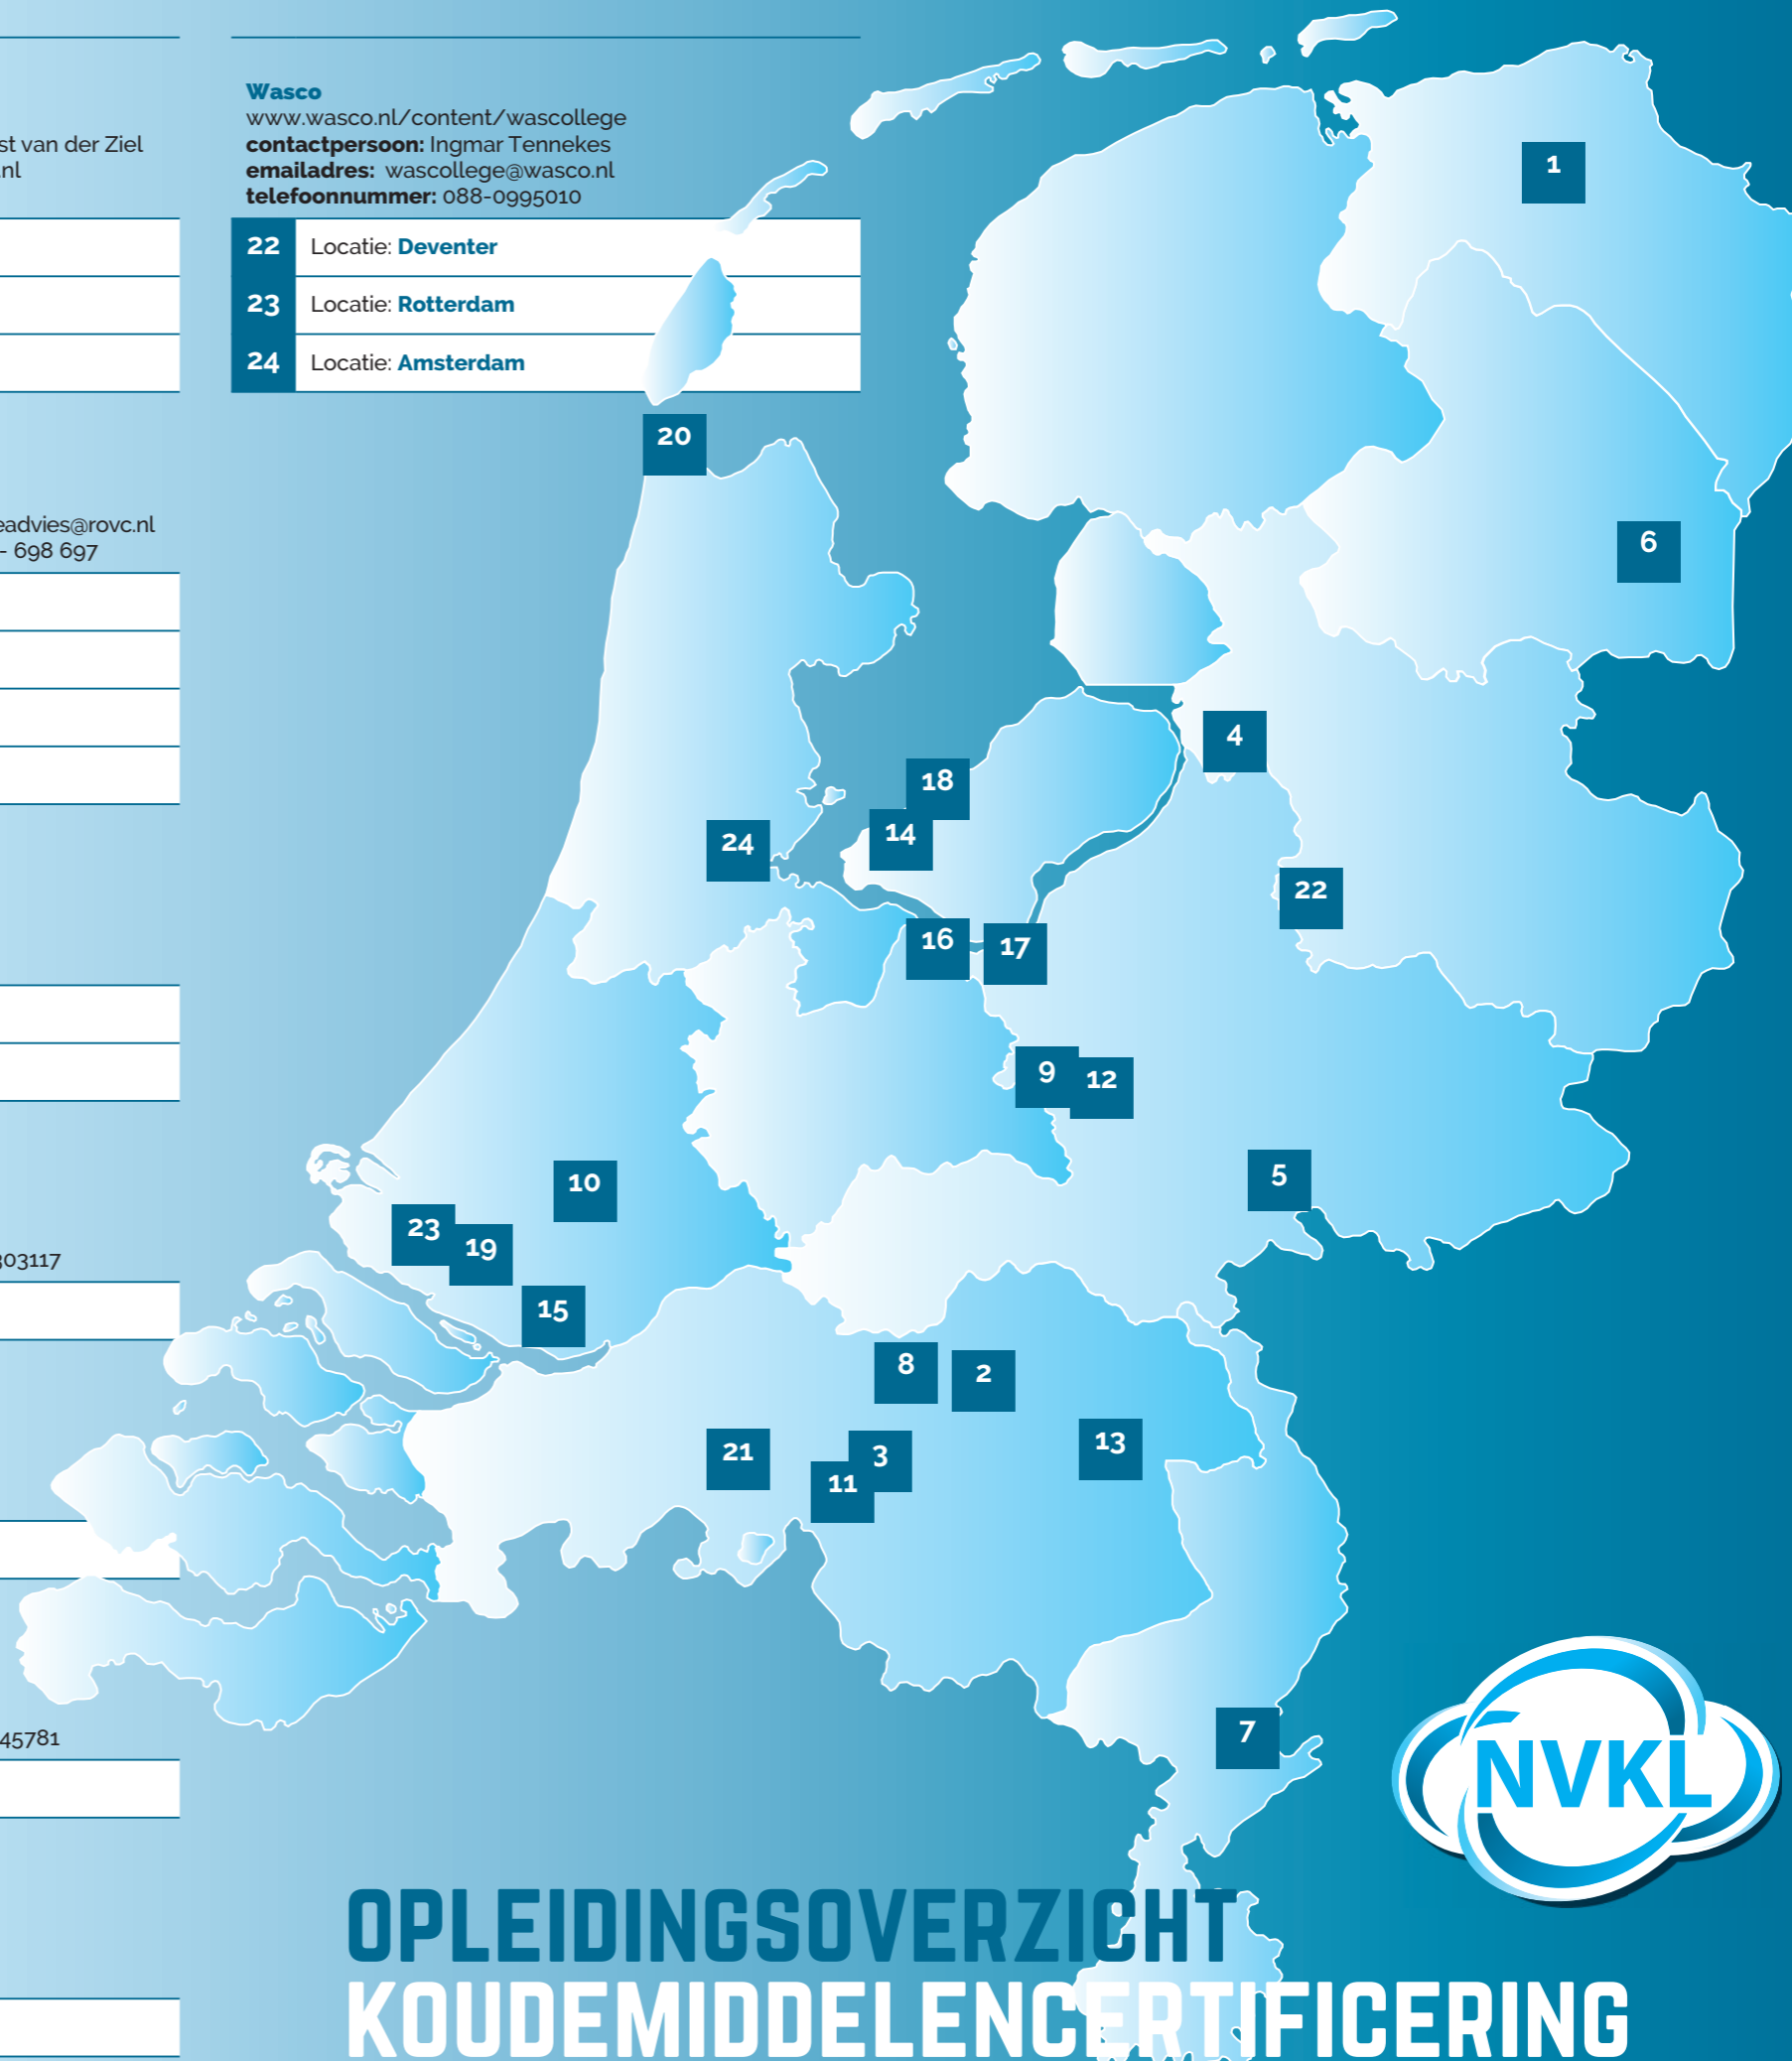 st van der Ziel
.nl
eadvies@rovc.nl
- 698 697
303117
45781
Wasco
www.wasco.nl/content/wascollege
contactpersoon: Ingmar Tennekes
emailadres: wascollege@wasco.nl
telefoonnummer: 088-0995010
22 Locatie: Deventer
23 Locatie: Rotterdam
24 Locatie: Amsterdam
1
20
6
4
18
14
24
22
16
17
9
12
5
10
23
19
15
8
2
13
21
3
11
7
NVKL
OPLEIDINGSOVERZICHT
KOUDEMIDDELENCERTIFICERING